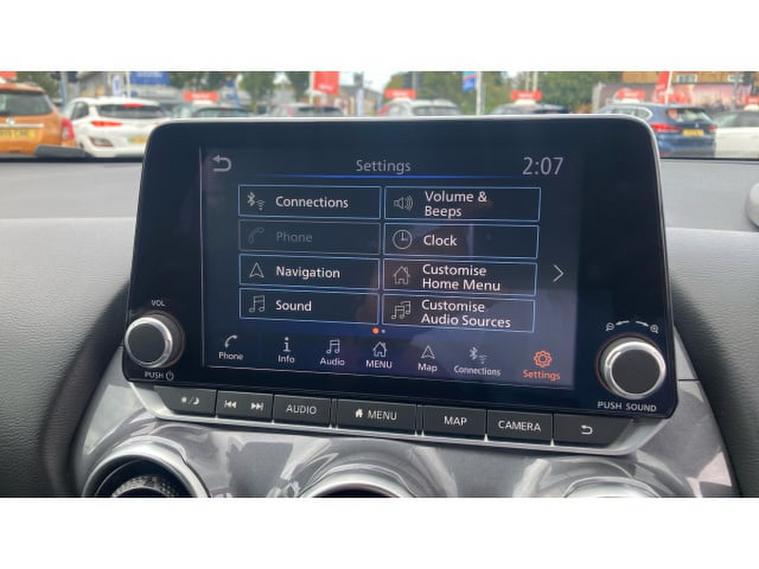 Settings
2:07
Connections
Volume &
Beeps
Phone
Clock
Navigation
Customise
Home Menu
Sound
Customise
Audio Sources
VOL
PUSH
Phone
Info
Audio
MENU
Map
Connections
Settings
PUSH SOUND
AUDIO
MENU
MAP
CAMERA